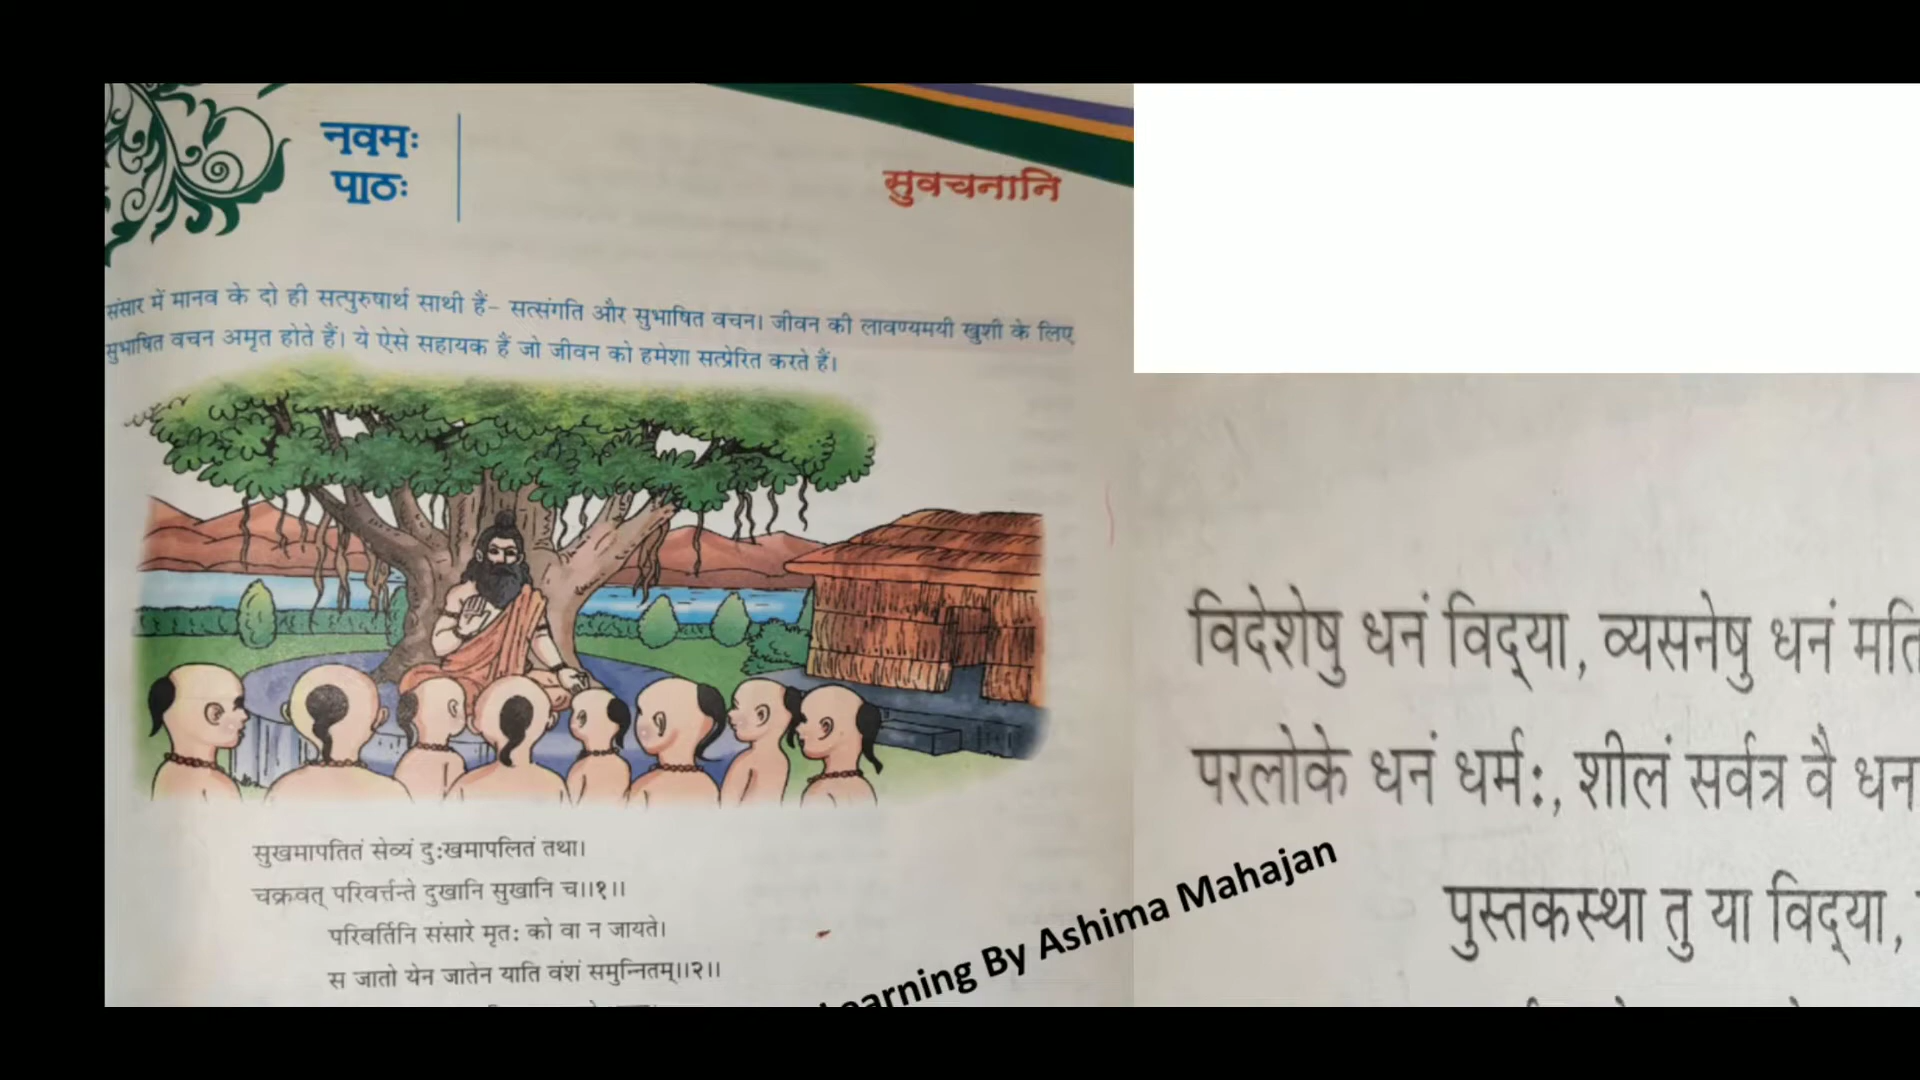 नवमः
पाठः
सुवचनानि
संसार में मानव के दो ही सत्पुरुषार्थ साथी हैं- सत्संगति और सुभाषित वचन। जीवन की लावण्यमयी खुशी के लिए
सुभाषित वचन अमृत होते हैं। ये ऐसे सहायक हैं जो जीवन को हमेशा सत्प्रेरित करते हैं।
सुखमापतितं सेव्यं दुःखमापलितं तथा।
चक्रवत् परिवर्त्तन्ते दुखानि सुखानि च॥१॥
परिवर्तिनि संसारे मृतः को वा न जायते।
स जातो येन जातेन याति वंशं समुन्नितम्॥२॥
विदेशेषु धनं विद्‌या, व्यसनेषु धनं मति
परलोके धनं धर्मः, शीलं सर्वत्र वै धन
पुस्तकस्था तु या विद्‌या,
Learning By Ashima Mahajan